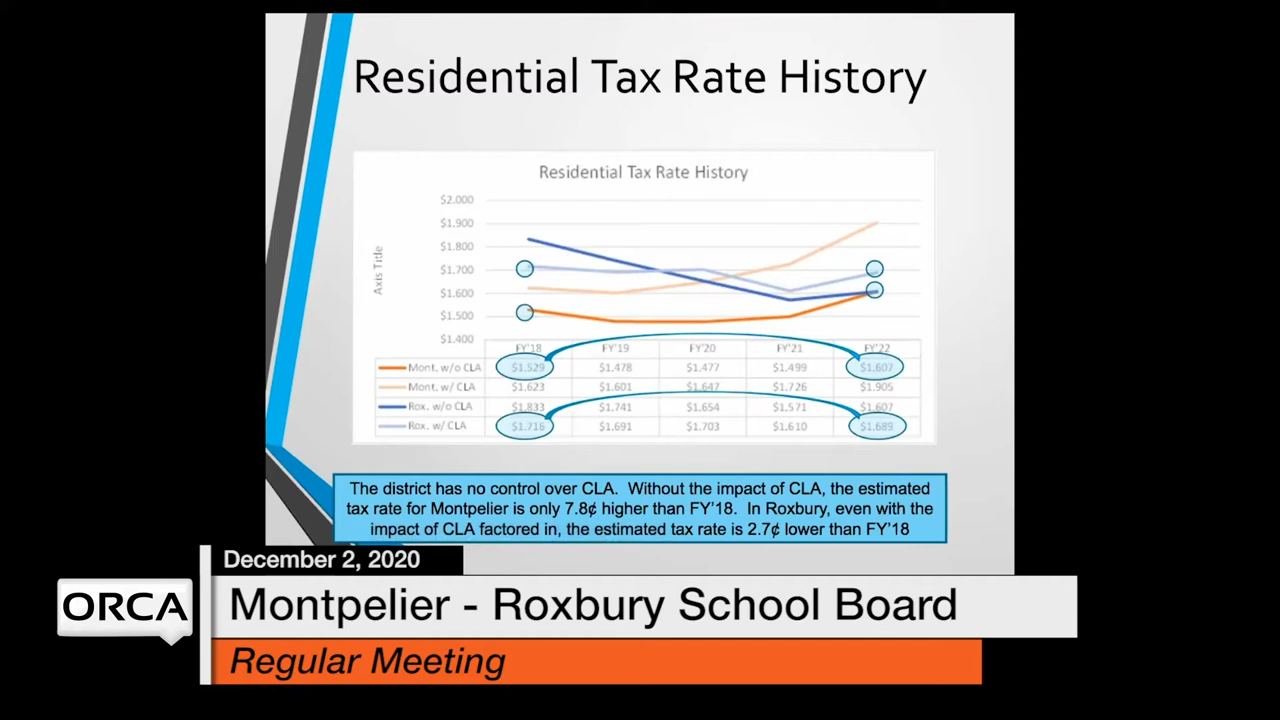 Residential Tax Rate History
Residential Tax Rate History
Axis Title
$2.000
$1.900
$1.800
$1.700
$1.600
$1.500
$1.400
FY'18 FY'19 FY'20 FY'21 FY'22
Mont. w/o CLA $1.529 $1.478 $1.477 $1.499 $1.607
Mont. w/ CLA $1.623 $1.601 $1.647 $1.726 $1.905
Rox. w/o CLA $1.833 $1.741 $1.654 $1.571 $1.607
Rox. w/ CLA $1.716 $1.691 $1.703 $1.610 $1.689
The district has no control over CLA. Without the impact of CLA, the estimated
tax rate for Montpelier is only 7.8¢ higher than FY'18. In Roxbury, even with the
impact of CLA factored in, the estimated tax rate is 2.7¢ lower than FY'18
December 2, 2020
ORCA
Montpelier - Roxbury School Board
Regular Meeting